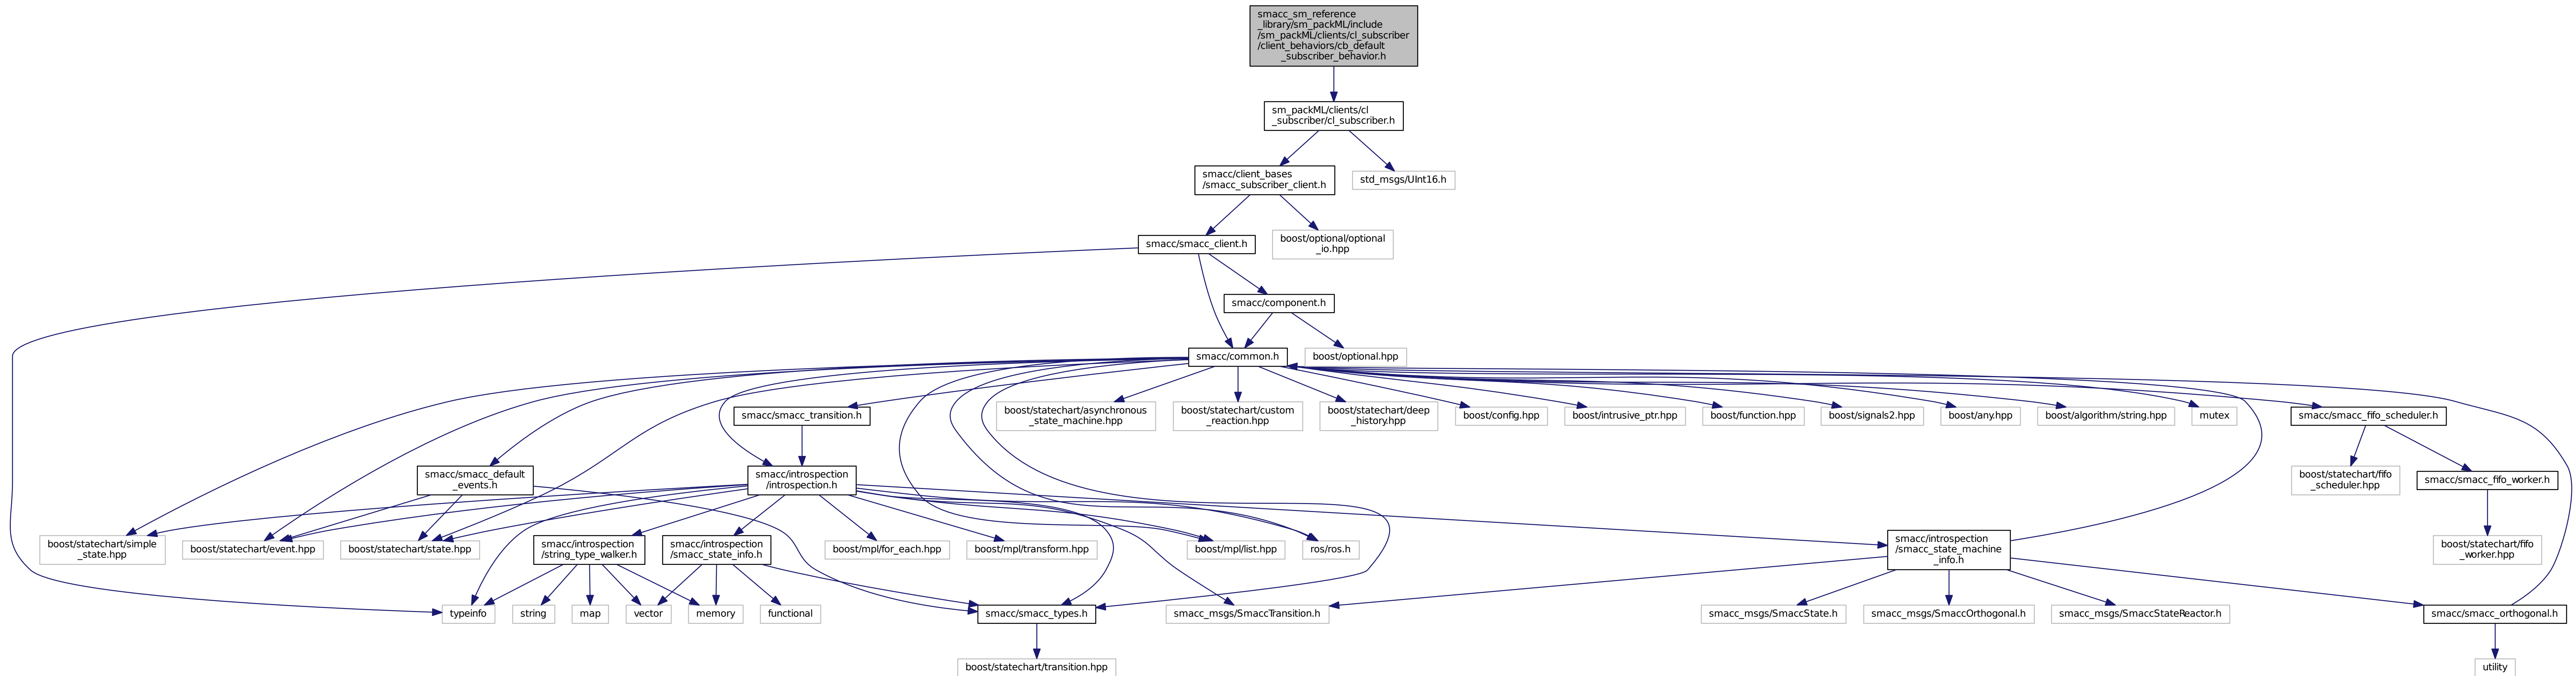 smacc_sm_reference
_library/sm_packML/include
/sm_packML/clients/cl_subscriber
/client_behaviors/cb_default
_subscriber_behavior.h
sm_packML/clients/cl
_subscriber/cl_subscriber.h
smacc/client_bases
/smacc_subscriber_client.h
std_msgs/UInt16.h
smacc/smacc_client.h
boost/optional/optional
_io.hpp
smacc/component.h
smacc/common.h
boost/optional.hpp
smacc/smacc_transition.h
boost/statechart/asynchronous
_state_machine.hpp
boost/statechart/custom
_reaction.hpp
boost/statechart/deep
_history.hpp
boost/config.hpp
boost/intrusive_ptr.hpp
boost/function.hpp
boost/signals2.hpp
boost/any.hpp
boost/algorithm/string.hpp
mutex
smacc/smacc_fifo_scheduler.h
smacc/smacc_default
_events.h
smacc/introspection
/introspection.h
boost/statechart/fifo
_scheduler.hpp
smacc/smacc_fifo_worker.h
boost/statechart/simple
_state.hpp
boost/statechart/event.hpp
boost/statechart/state.hpp
smacc/introspection
/string_type_walker.h
smacc/introspection
/smacc_state_info.h
boost/mpl/for_each.hpp
boost/mpl/transform.hpp
boost/mpl/list.hpp
ros/ros.h
smacc/introspection
/smacc_state_machine
_info.h
boost/statechart/fifo
_worker.hpp
typeinfo
string
map
vector
memory
functional
smacc/smacc_types.h
smacc_msgs/SmaccTransition.h
smacc_msgs/SmaccState.h
smacc_msgs/SmaccOrthogonal.h
smacc_msgs/SmaccStateReactor.h
smacc/smacc_orthogonal.h
boost/statechart/transition.hpp
utility